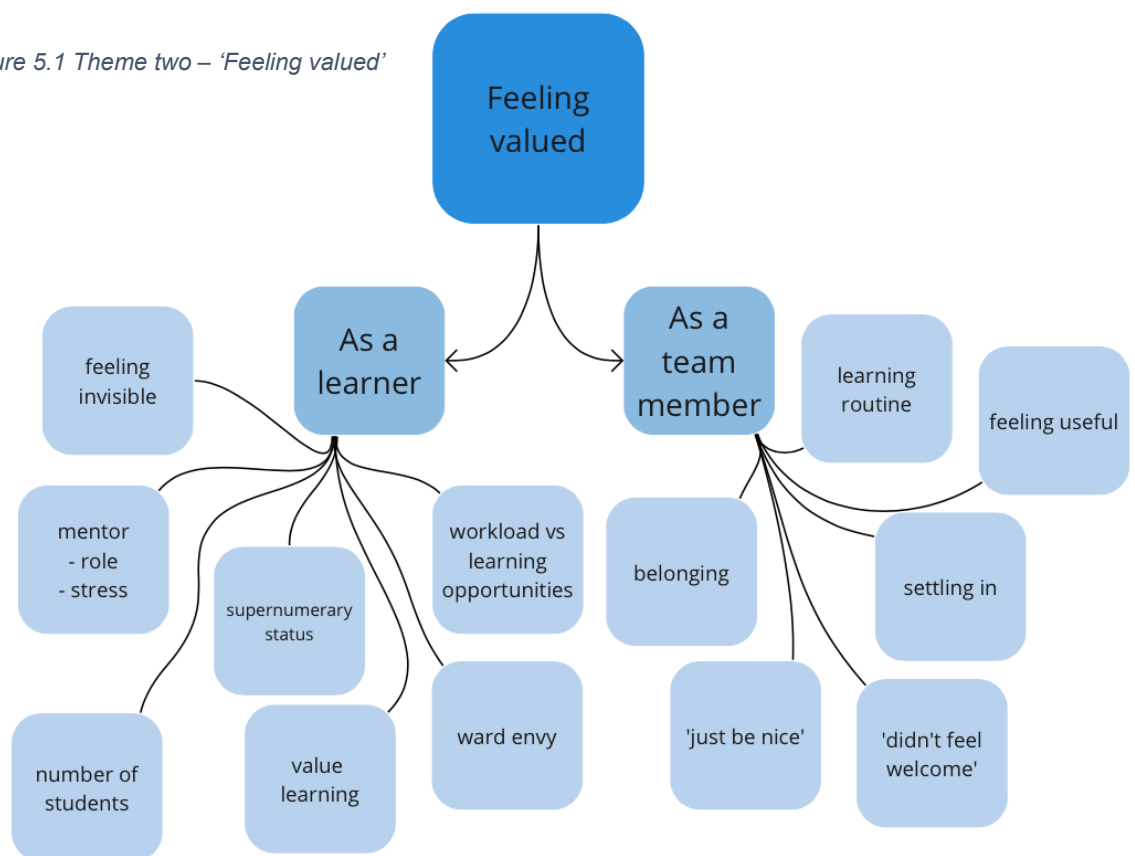 ure 5.1 Theme two – ‘Feeling valued’
Feeling
valued
As a
learner
As a
team
member
feeling
invisible
mentor
- role
- stress
number of
students
supernumerary
status
value
learning
ward envy
workload vs
learning
opportunities
learning
routine
feeling useful
belonging
settling in
'just be nice'
'didn't feel
welcome'